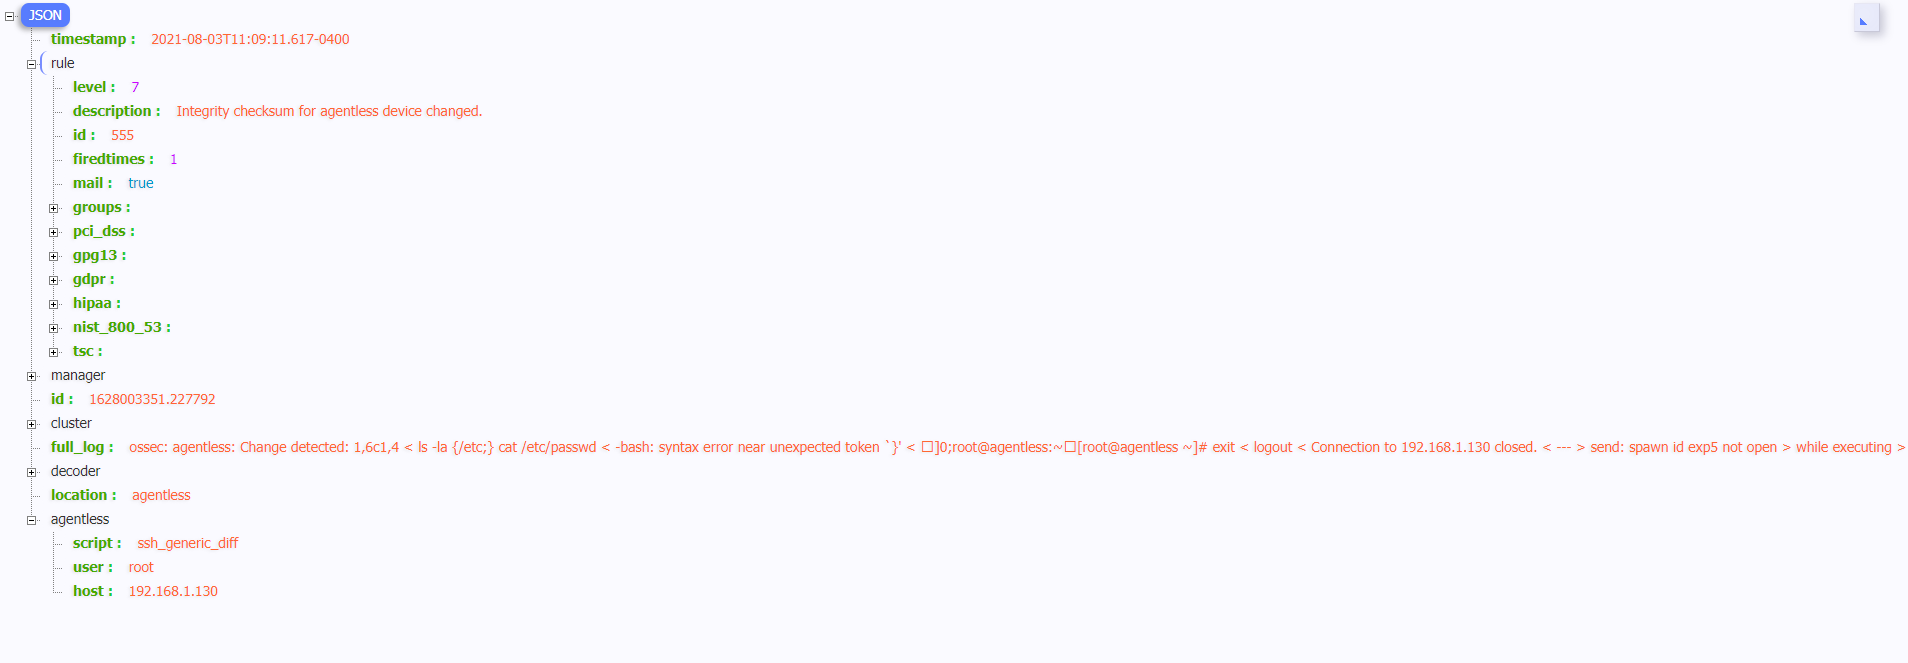 JSON
timestamp : 2021-08-03T11:09:11.617-0400
rule
level : 7
description : Integrity checksum for agentless device changed.
id : 555
firedtimes : 1
mail : true
groups :
pci_dss :
gpg13 :
gdpr :
hipaa :
nist_800_53 :
tsc :
manager
id : 1628003351.227792
cluster
full_log : ossec: agentless: Change detected: 1,6c1,4 < ls -la {/etc;} cat /etc/passwd < -bash: syntax error near unexpected token `}' < □]0;root@agentless:~□[root@agentless ~]# exit < logout < Connection to 192.168.1.130 closed. < --- > send: spawn id exp5 not open > while executing >
decoder
location : agentless
agentless
script : ssh_generic_diff
user : root
host : 192.168.1.130